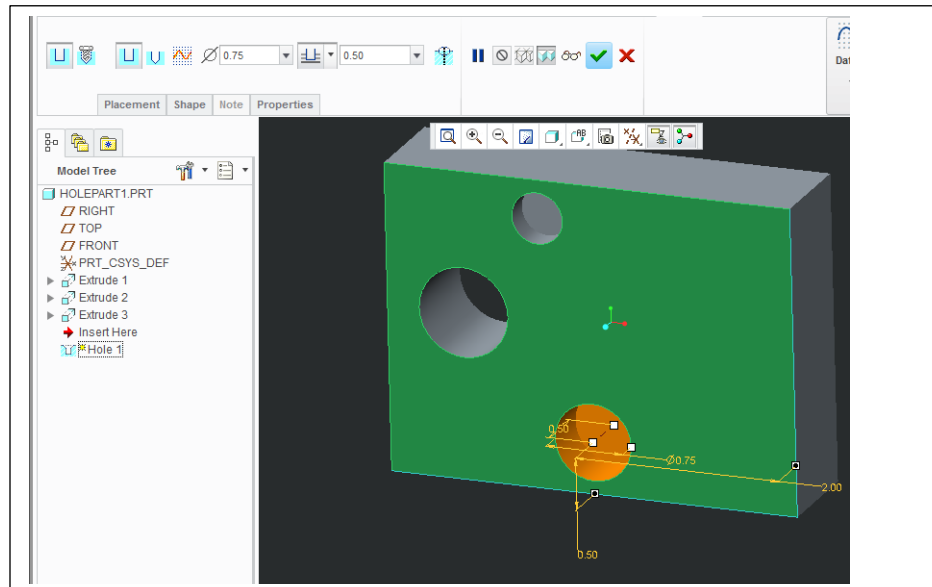 0.75 0.50
Dat
Placement Shape Note Properties
AB
Model Tree
HOLEPART1.PRT
RIGHT
TOP
FRONT
PRT_CSYS_DEF
Extrude 1
Extrude 2
Extrude 3
Insert Here
Hole 1
0.50
Ø0.75
2.00
0.50